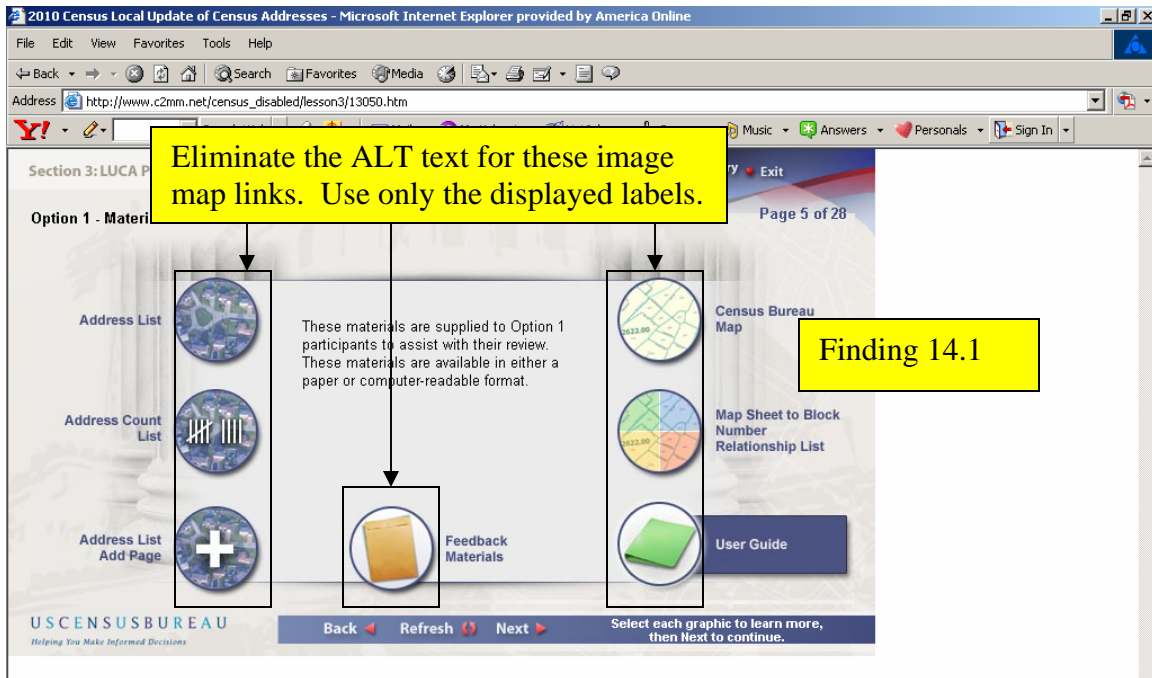 2010 Census Local Update of Census Addresses - Microsoft Internet Explorer provided by America Online
File Edit View Favorites Tools Help
Back Search Favorites Media
Address http://www.c2mm.net/census_disabled/lesson3/13050.htm
Y! Music Answers Personals Sign In
Eliminate the ALT text for these image
map links. Use only the displayed labels.
Section 3: LUCA P
Exit
Option 1 - Materi
Page 5 of 28
Address List
These materials are supplied to Option 1
participants to assist with their review.
These materials are available in either a
paper or computer-readable format.
Census Bureau
Map
2622.00
Finding 14.1
Address Count
List
Map Sheet to Block
Number
Relationship List
2622.00
Address List
Add Page
Feedback
Materials
User Guide
USCENSUSBUREAU
Helping You Make Informed Decisions
Back Refresh Next
Select each graphic to learn more,
then Next to continue.